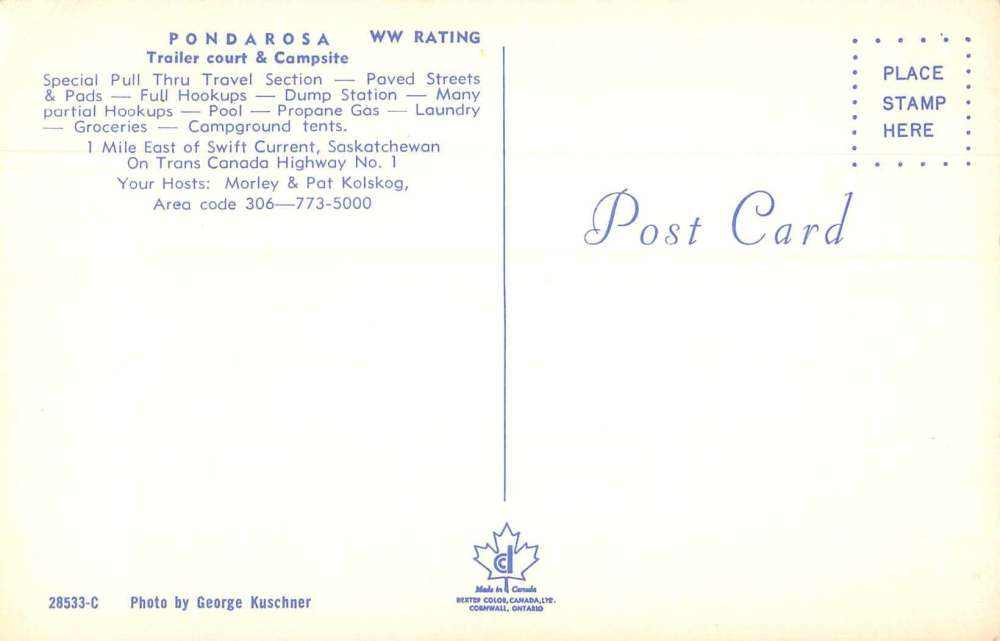 PONDAROSA WW RATING
Trailer court & Campsite
Special Pull Thru Travel Section — Paved Streets
& Pads — Full Hookups — Dump Station — Many
partial Hookups — Pool — Propane Gas — Laundry
— Groceries — Campground tents.
1 Mile East of Swift Current, Saskatchewan
On Trans Canada Highway No. 1
Your Hosts: Morley & Pat Kolskog,
Area code 306—773-5000
PLACE
STAMP
HERE
Post Card
dc
Made in Canada
DEXTER COLOR, CANADA, LTD.
CORNWALL, ONTARIO
28533-C Photo by George Kuschner